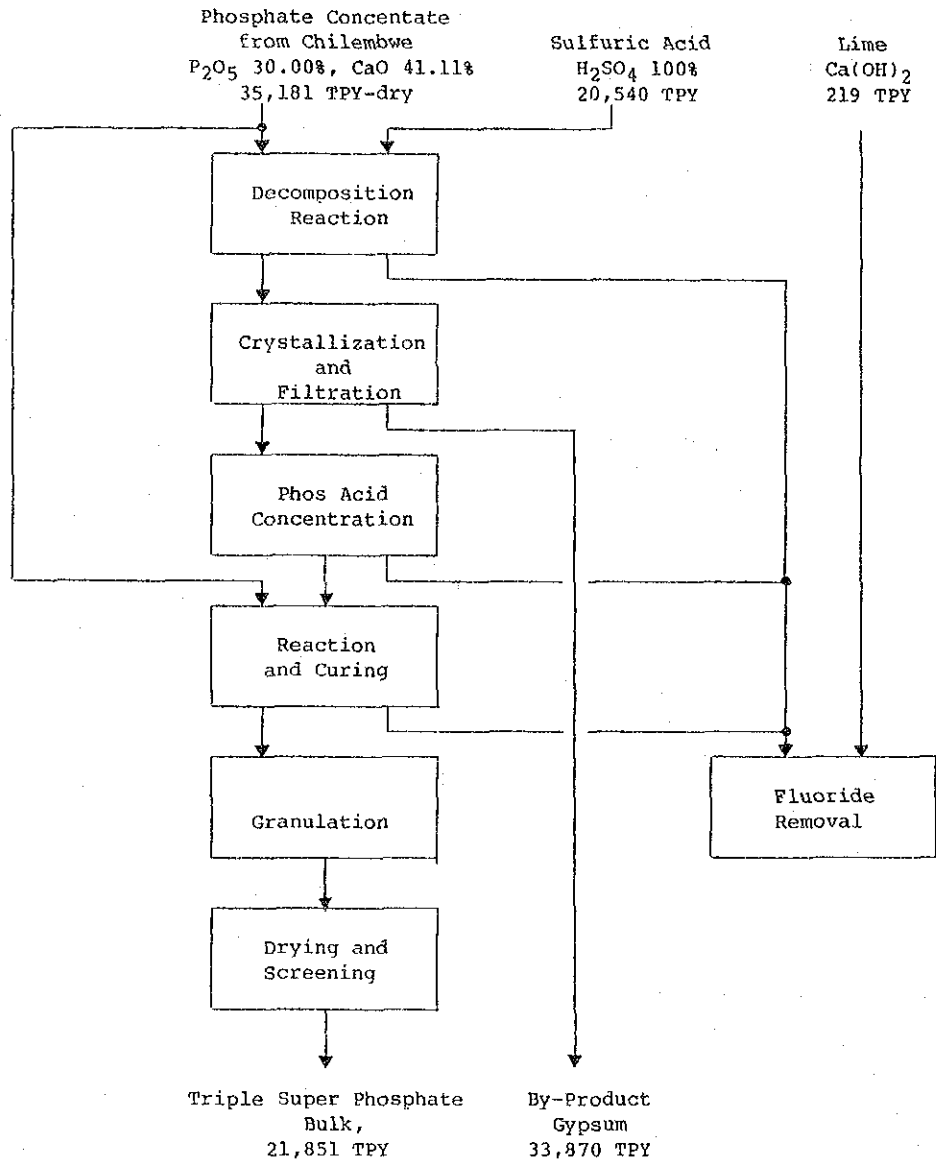 Phosphate Concentate
from Chilembwe
P₂O₅ 30.00%, CaO 41.11%
35,181 TPY-dry
Sulfuric Acid
H₂SO₄ 100%
20,540 TPY
Lime
Ca(OH)₂
219 TPY
Decomposition
Reaction
Crystallization
and
Filtration
Phos Acid
Concentration
Reaction
and Curing
Granulation
Fluoride
Removal
Drying and
Screening
Triple Super Phosphate
Bulk,
21,851 TPY
By-Product
Gypsum
33,870 TPY